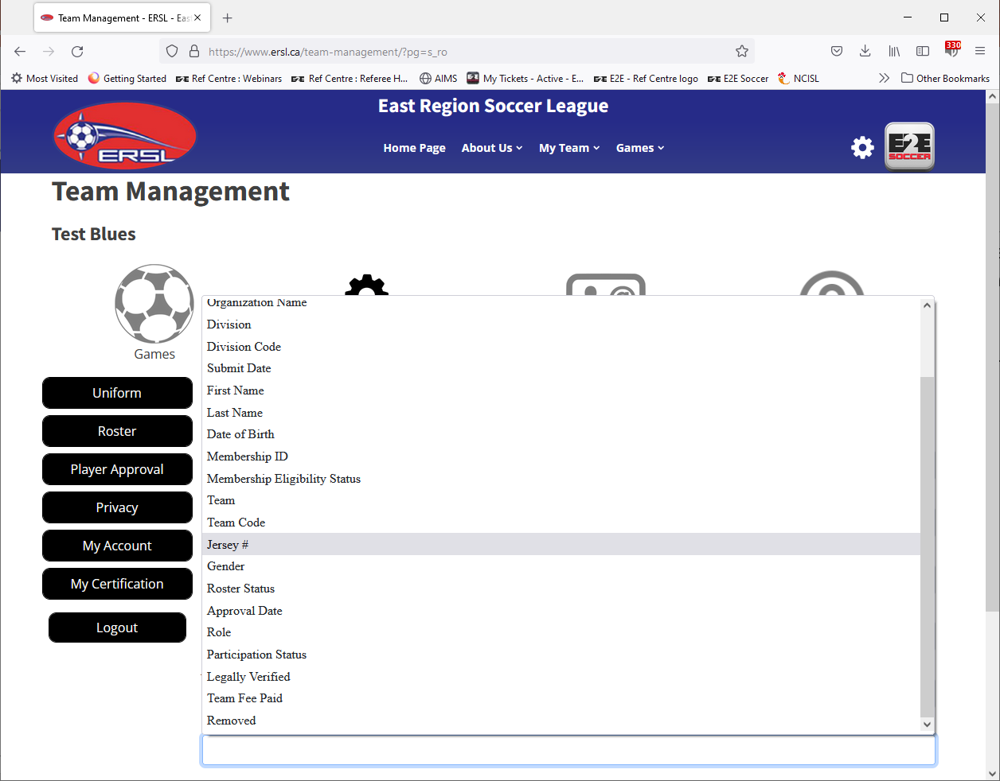 Team Management - ERSL - Eas
https://www.ersl.ca/team-management/?pg=s_ro
330
Most Visited
Getting Started
E2E Ref Centre : Webinars
E2E Ref Centre : Referee H...
AIMS
E2E My Tickets - Active - E...
E2E E2E - Ref Centre logo
E2E E2E Soccer
NCISL
Other Bookmarks
ERSL
East Region Soccer League
Home Page
About Us
My Team
Games
E2E
SOCCER
Team Management
Test Blues
Games
Uniform
Roster
Player Approval
Privacy
My Account
My Certification
Logout
Organization Name
Division
Division Code
Submit Date
First Name
Last Name
Date of Birth
Membership ID
Membership Eligibility Status
Team
Team Code
Jersey #
Gender
Roster Status
Approval Date
Role
Participation Status
Legally Verified
Team Fee Paid
Removed